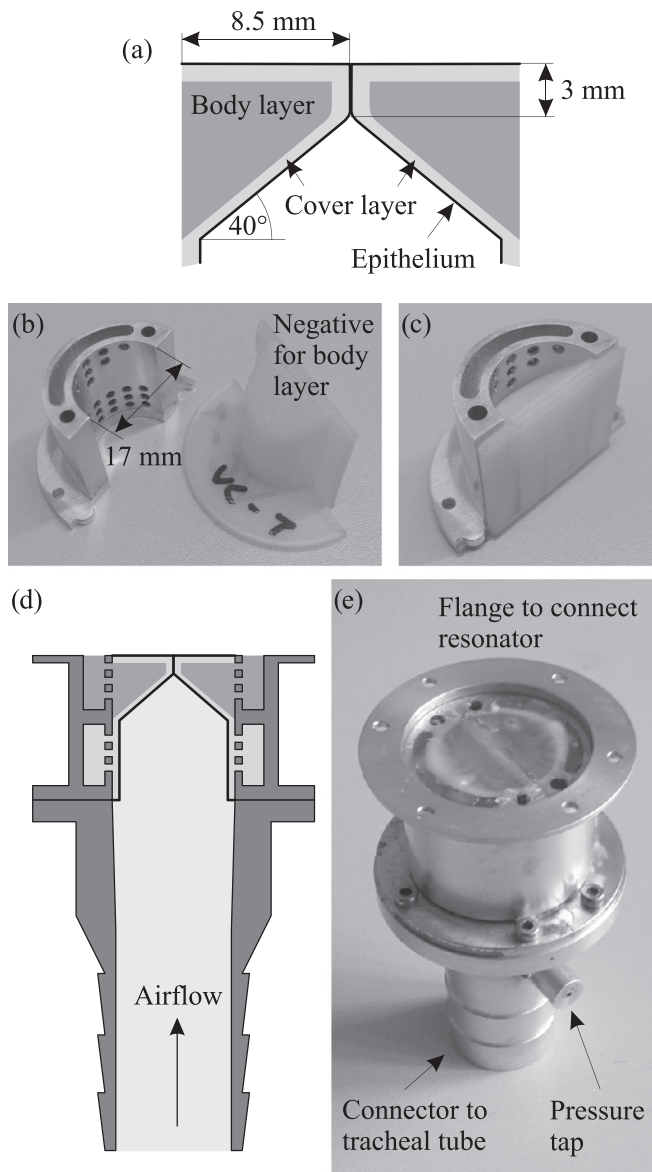 8.5 mm
(a)
3 mm
Body layer
Cover layer
40°
Epithelium
(b)
Negative
for body
layer
17 mm
VC-7
(c)
(d)
Airflow
(e)
Flange to connect
resonator
Connector to
tracheal tube
Pressure
tap